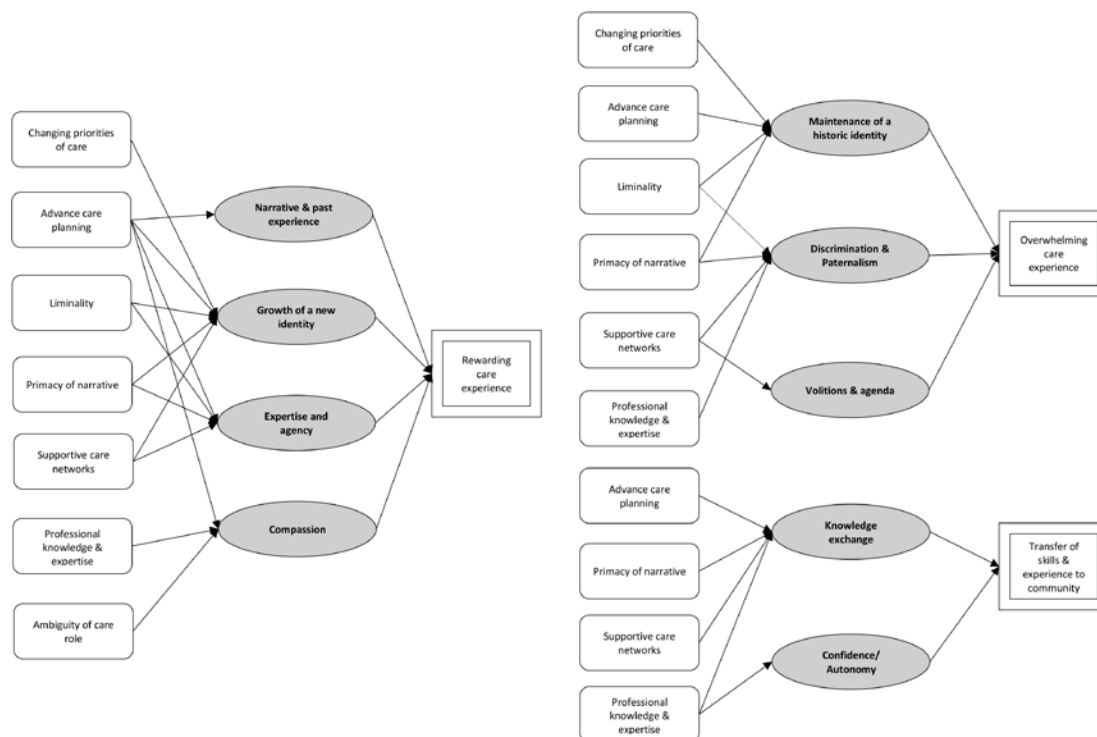 Changing priorities
of care
Advance care
planning
Liminality
Primacy of narrative
Supportive care
networks
Professional
knowledge &
expertise
Ambiguity of care
role
Narrative & past
experience
Growth of a new
identity
Expertise and
agency
Compassion
Rewarding
care
experience
Changing priorities
of care
Advance care
planning
Liminality
Primacy of narrative
Supportive care
networks
Professional
knowledge &
expertise
Maintenance of a
historic identity
Discrimination &
Paternalism
Volitions & agenda
Overwhelming
care
experience
Advance care
planning
Primacy of narrative
Supportive care
networks
Professional
knowledge &
expertise
Knowledge
exchange
Confidence/
Autonomy
Transfer of
skills &
experience to
community